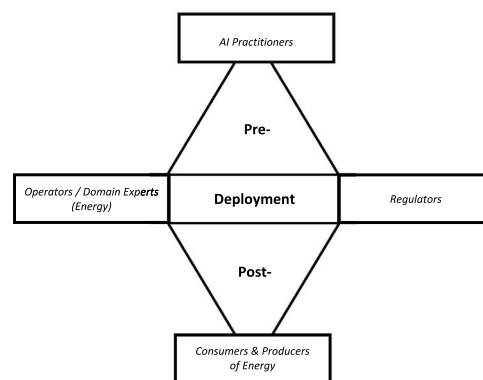 AI Practitioners
Pre-
Operators / Domain Experts
(Energy)
Deployment
Regulators
Post-
Consumers & Producers
of Energy